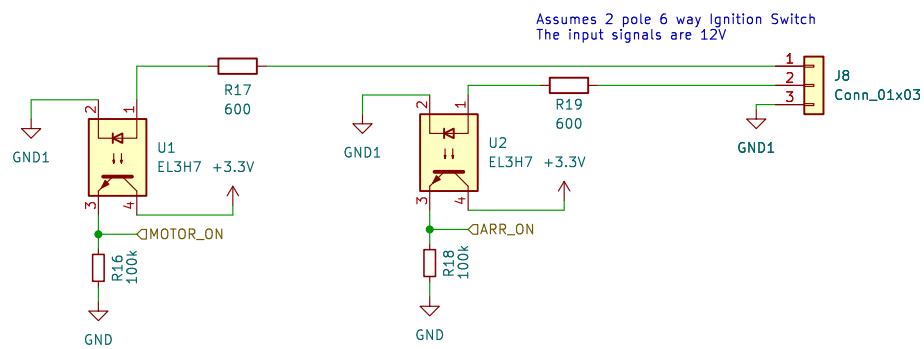 Assumes 2 pole 6 way Ignition Switch
The input signals are 12V
R17
600
1
2
3
J8
Conn_01x03
GND1
R19
600
2
1
GND1
U1
EL3H7
+3.3V
3
4
MOTOR_ON
R16
100k
GND
2
1
GND1
U2
EL3H7
+3.3V
3
4
ARR_ON
R18
100k
GND